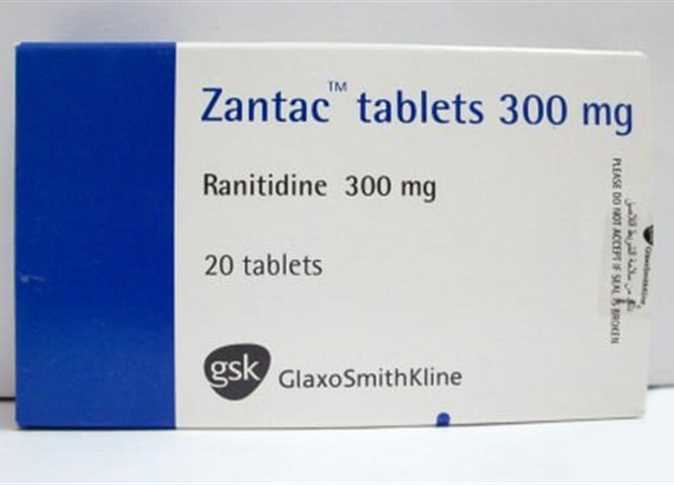 Zantac™ tablets 300 mg
Ranitidine 300 mg
20 tablets
gsk GlaxoSmithKline
PLEASE DO NOT ACCEPT IF SEAL IS BROKEN
GlaxoSmithKline